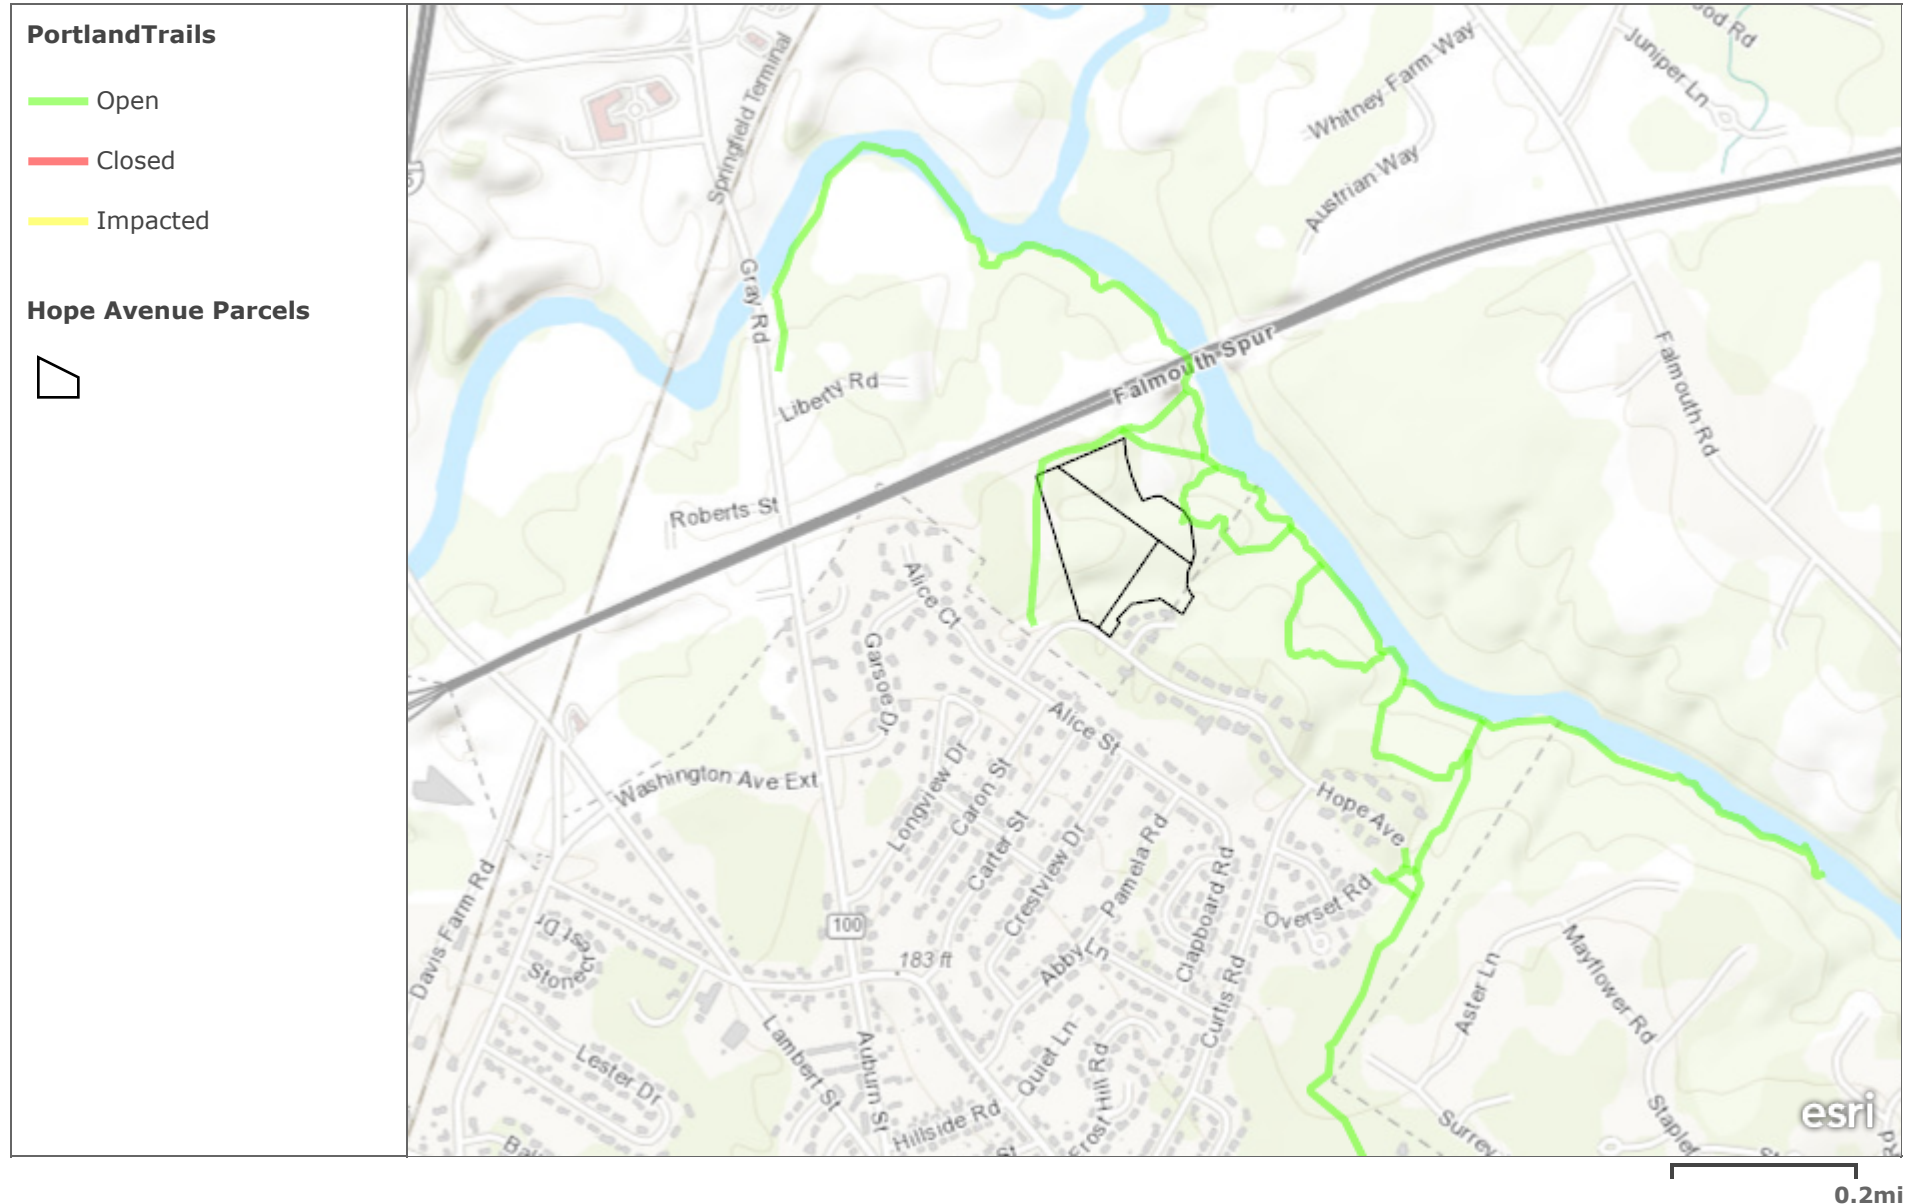 PortlandTrails
Open
Closed
Impacted
Hope Avenue Parcels
Springfield Terminal
Gray Rd
Liberty Rd
Roberts St
Falmouth Spur
Whitney Farm Way
Austrian Way
Juniper Ln
Falmouth Rd
Alice Ct
Garsoe Dr
Alice St
Longview Dr
Caron St
Carter St
Crestview Dr
Pamela Rd
Clapboard Rd
Abby Ln
Curtis Rd
Hope Ave
Overset Rd
Washington Ave Ext
Davis Farm Rd
Stonecrest Dr
Lester Dr
Lambert St
Auburn St
100
183 ft
Quiet Ln
Frost Hill Rd
Hillside Rd
St
Aster Ln
Mayflower Rd
Surrey
Rd
esri
0.2mi